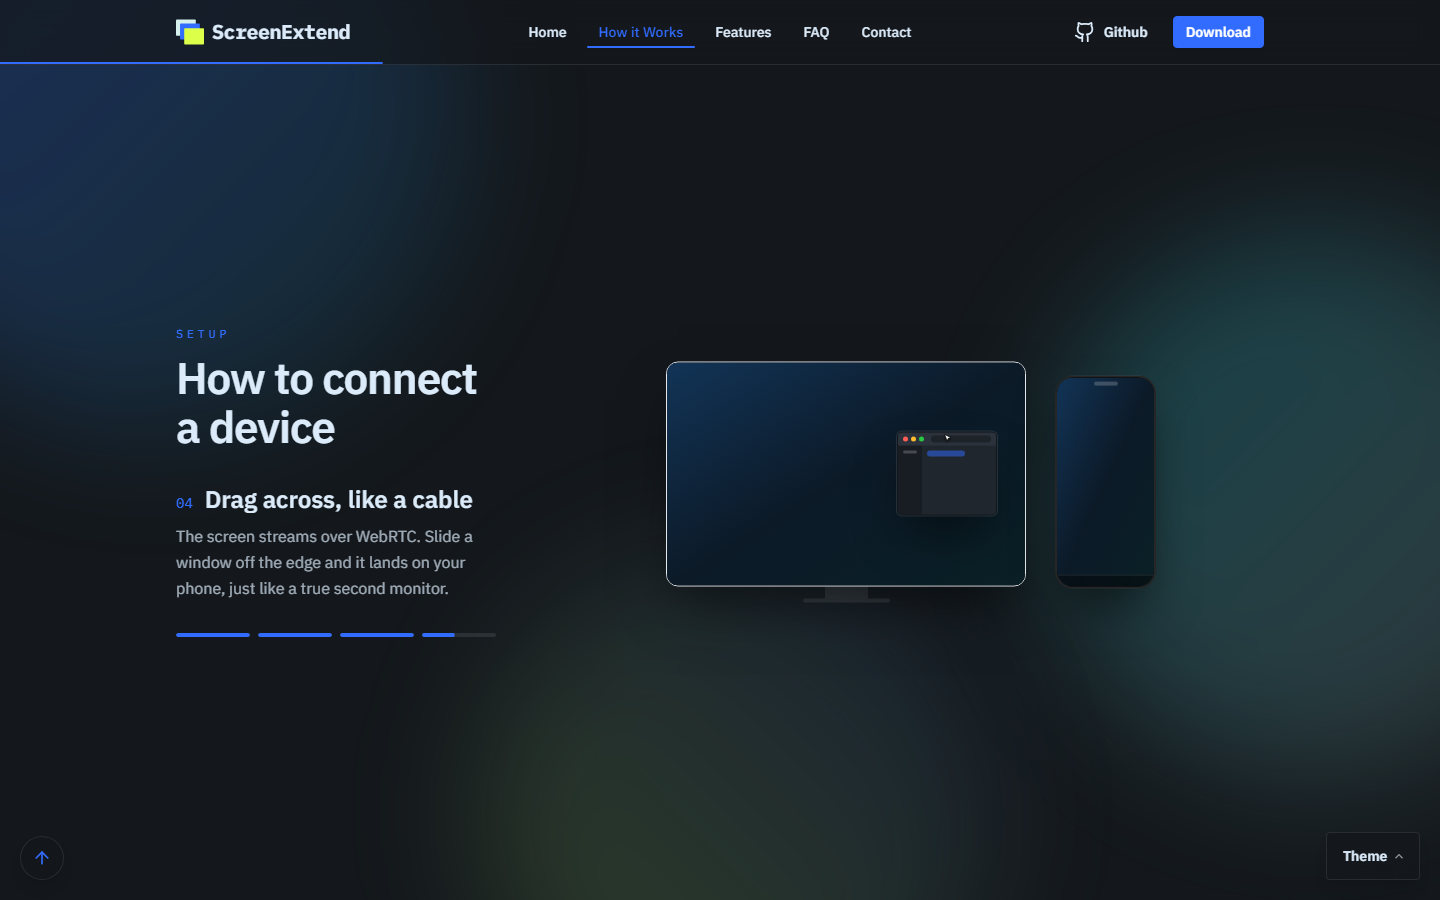 ScreenExtend
Home
How it Works
Features
FAQ
Contact
Github
Download
SETUP
How to connect
a device
04 Drag across, like a cable
The screen streams over WebRTC. Slide a
window off the edge and it lands on your
phone, just like a true second monitor.
Theme